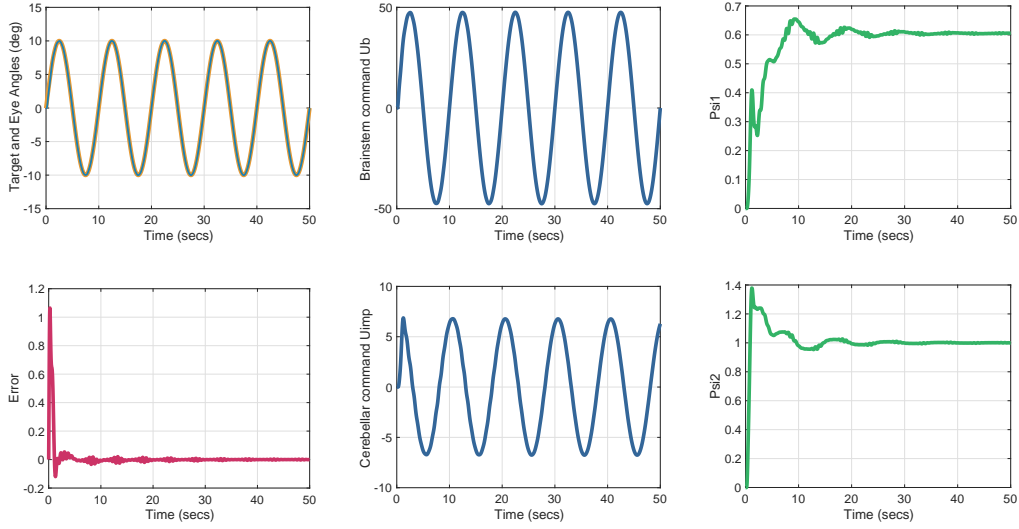 Target and Eye Angles (deg)
15
10
5
0
-5
-10
-15
0 10 20 30 40 50
Time (secs)
Brainstem command Ub
50
0
-50
0 10 20 30 40 50
Time (secs)
Psi1
0.7
0.6
0.5
0.4
0.3
0.2
0.1
0
0 10 20 30 40 50
Time (secs)
Error
1.2
1
0.8
0.6
0.4
0.2
0
-0.2
0 10 20 30 40 50
Time (secs)
Cerebellar command Uimp
10
5
0
-5
-10
0 10 20 30 40 50
Time (secs)
Psi2
1.4
1.2
1
0.8
0.6
0.4
0.2
0
0 10 20 30 40 50
Time (secs)